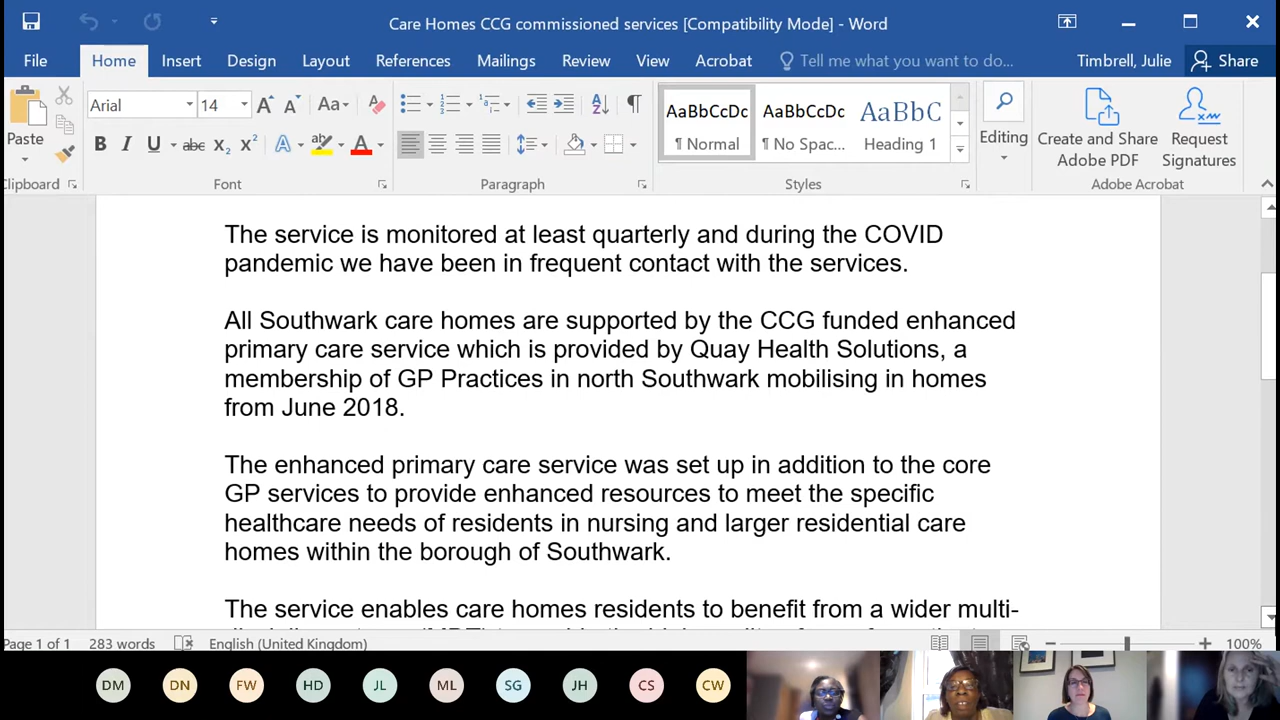 Care Homes CCG commissioned services [Compatibility Mode] - Word
File Home Insert Design Layout References Mailings Review View Acrobat Tell me what you want to do... Timbrell, Julie Share
Paste
Arial 14
AaBbCcDc AaBbCcDc AaBbC
¶ Normal ¶ No Spac... Heading 1
Editing
Create and Share Adobe PDF
Request Signatures
Clipboard Font Paragraph Styles Adobe Acrobat
The service is monitored at least quarterly and during the COVID
pandemic we have been in frequent contact with the services.
All Southwark care homes are supported by the CCG funded enhanced
primary care service which is provided by Quay Health Solutions, a
membership of GP Practices in north Southwark mobilising in homes
from June 2018.
The enhanced primary care service was set up in addition to the core
GP services to provide enhanced resources to meet the specific
healthcare needs of residents in nursing and larger residential care
homes within the borough of Southwark.
The service enables care homes residents to benefit from a wider multi-
Page 1 of 1 283 words English (United Kingdom) 100%
DM DN FW HD JL ML SG JH CS CW